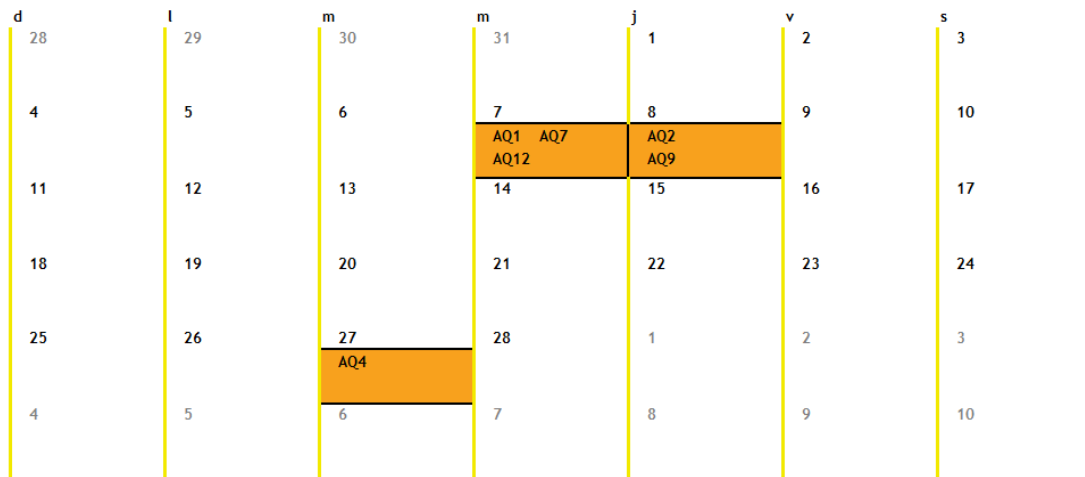 d l m m j v s
28 29 30 31 1 2 3
4 5 6 7 8 9 10
AQ1 AQ7 AQ2
AQ12 AQ9
11 12 13 14 15 16 17
18 19 20 21 22 23 24
25 26 27 28 1 2 3
AQ4
4 5 6 7 8 9 10